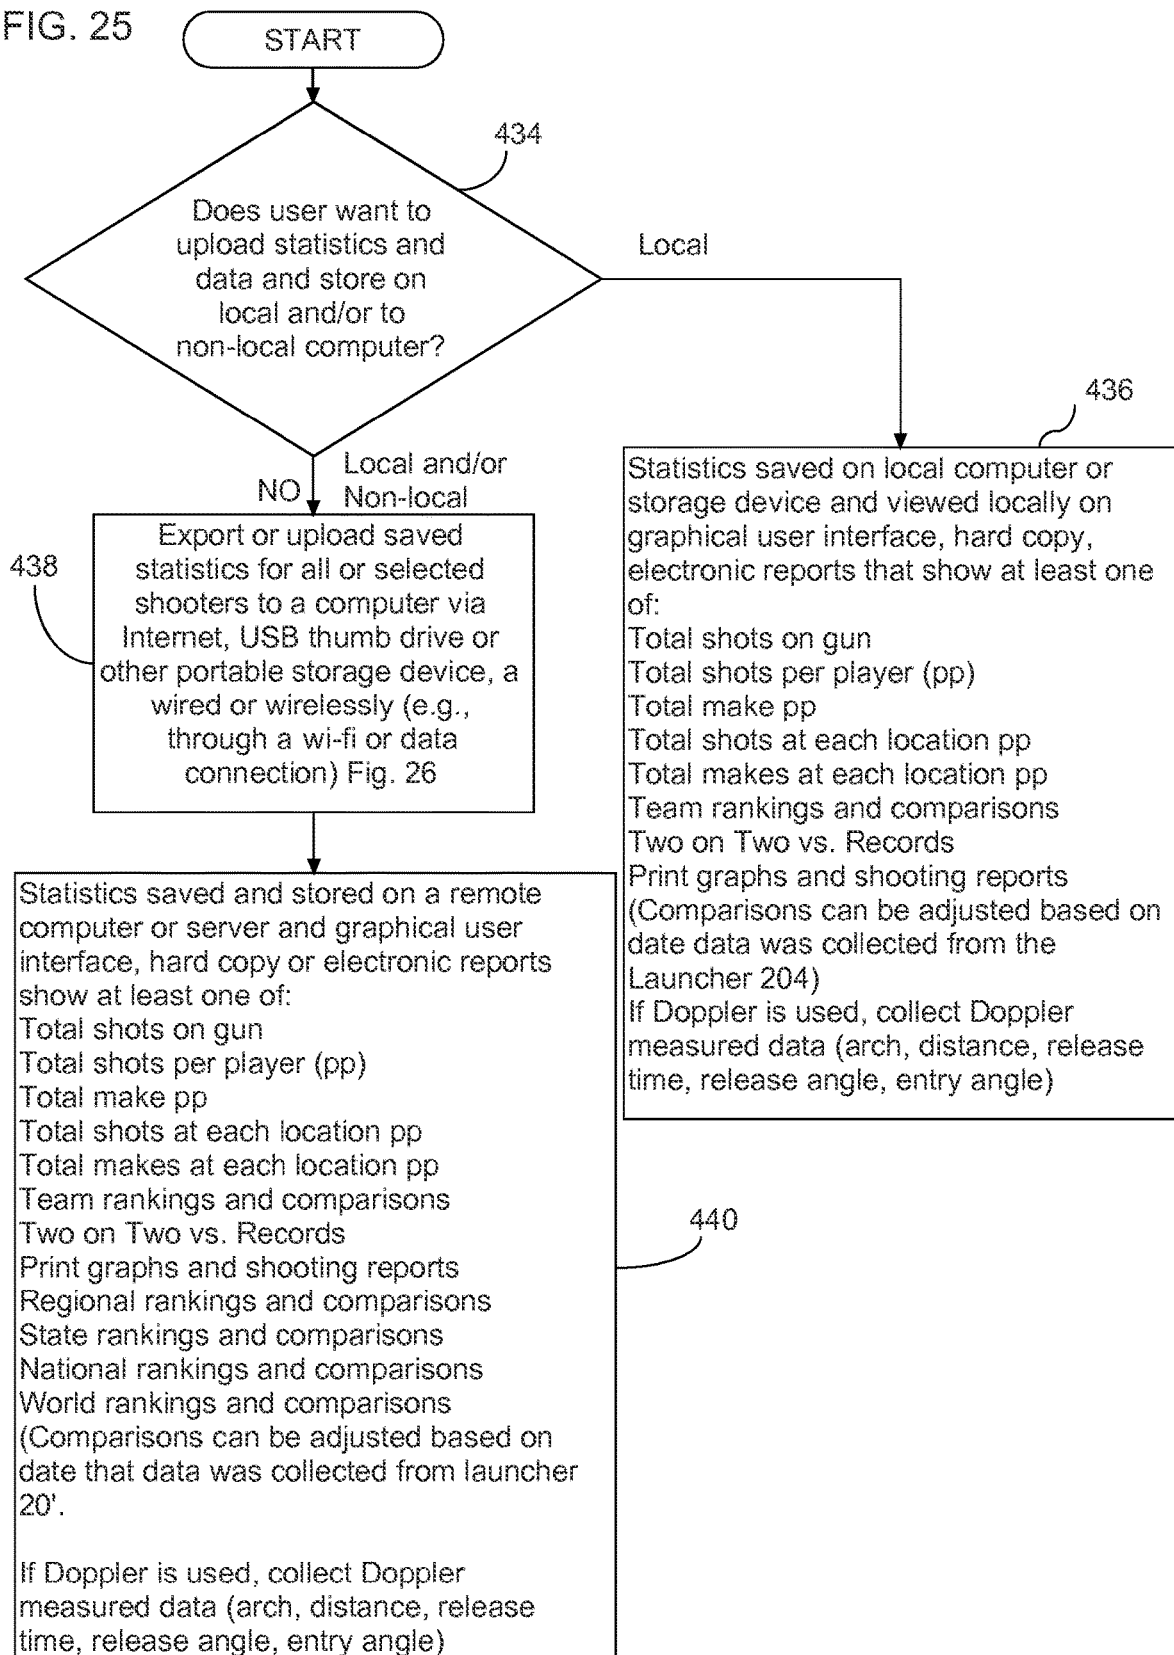 FIG. 25
START
434
Does user want to
upload statistics and
data and store on
local and/or to
non-local computer?
Local
436
Statistics saved on local computer or
storage device and viewed locally on
graphical user interface, hard copy,
electronic reports that show at least one
of:
Total shots on gun
Total shots per player (pp)
Total make pp
Total shots at each location pp
Total makes at each location pp
Team rankings and comparisons
Two on Two vs. Records
Print graphs and shooting reports
(Comparisons can be adjusted based on
date data was collected from the
Launcher 204)
If Doppler is used, collect Doppler
measured data (arch, distance, release
time, release angle, entry angle)
NO
Local and/or
Non-local
438
Export or upload saved
statistics for all or selected
shooters to a computer via
Internet, USB thumb drive or
other portable storage device, a
wired or wirelessly (e.g.,
through a wi-fi or data
connection) Fig. 26
Statistics saved and stored on a remote
computer or server and graphical user
interface, hard copy or electronic reports
show at least one of:
Total shots on gun
Total shots per player (pp)
Total make pp
Total shots at each location pp
Total makes at each location pp
Team rankings and comparisons
Two on Two vs. Records
Print graphs and shooting reports
Regional rankings and comparisons
State rankings and comparisons
National rankings and comparisons
World rankings and comparisons
(Comparisons can be adjusted based on
date that data was collected from launcher
20'.
If Doppler is used, collect Doppler
measured data (arch, distance, release
time, release angle, entry angle)
440